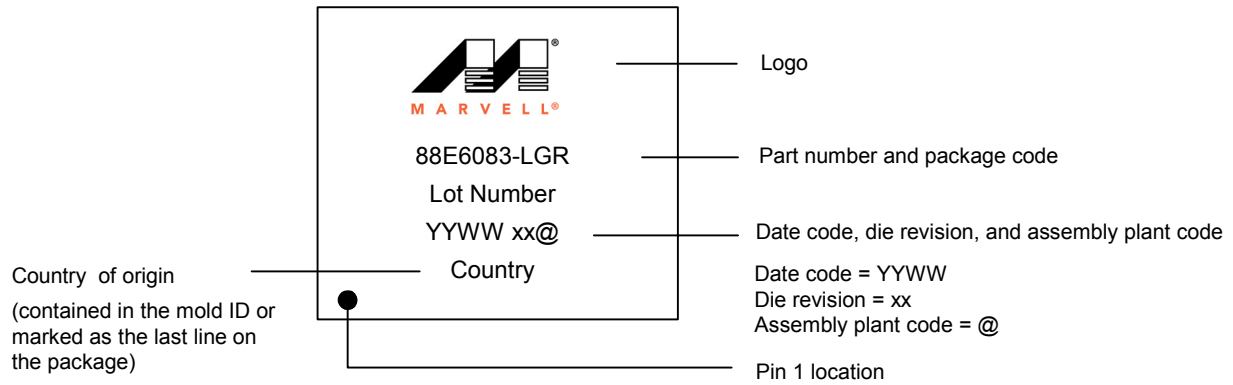 ®
MARVELL®
Logo
88E6083-LGR
Part number and package code
Lot Number
YYWW xx@
Date code, die revision, and assembly plant code
Country
Country of origin
(contained in the mold ID or
marked as the last line on
the package)
Date code = YYWW
Die revision = xx
Assembly plant code = @
Pin 1 location